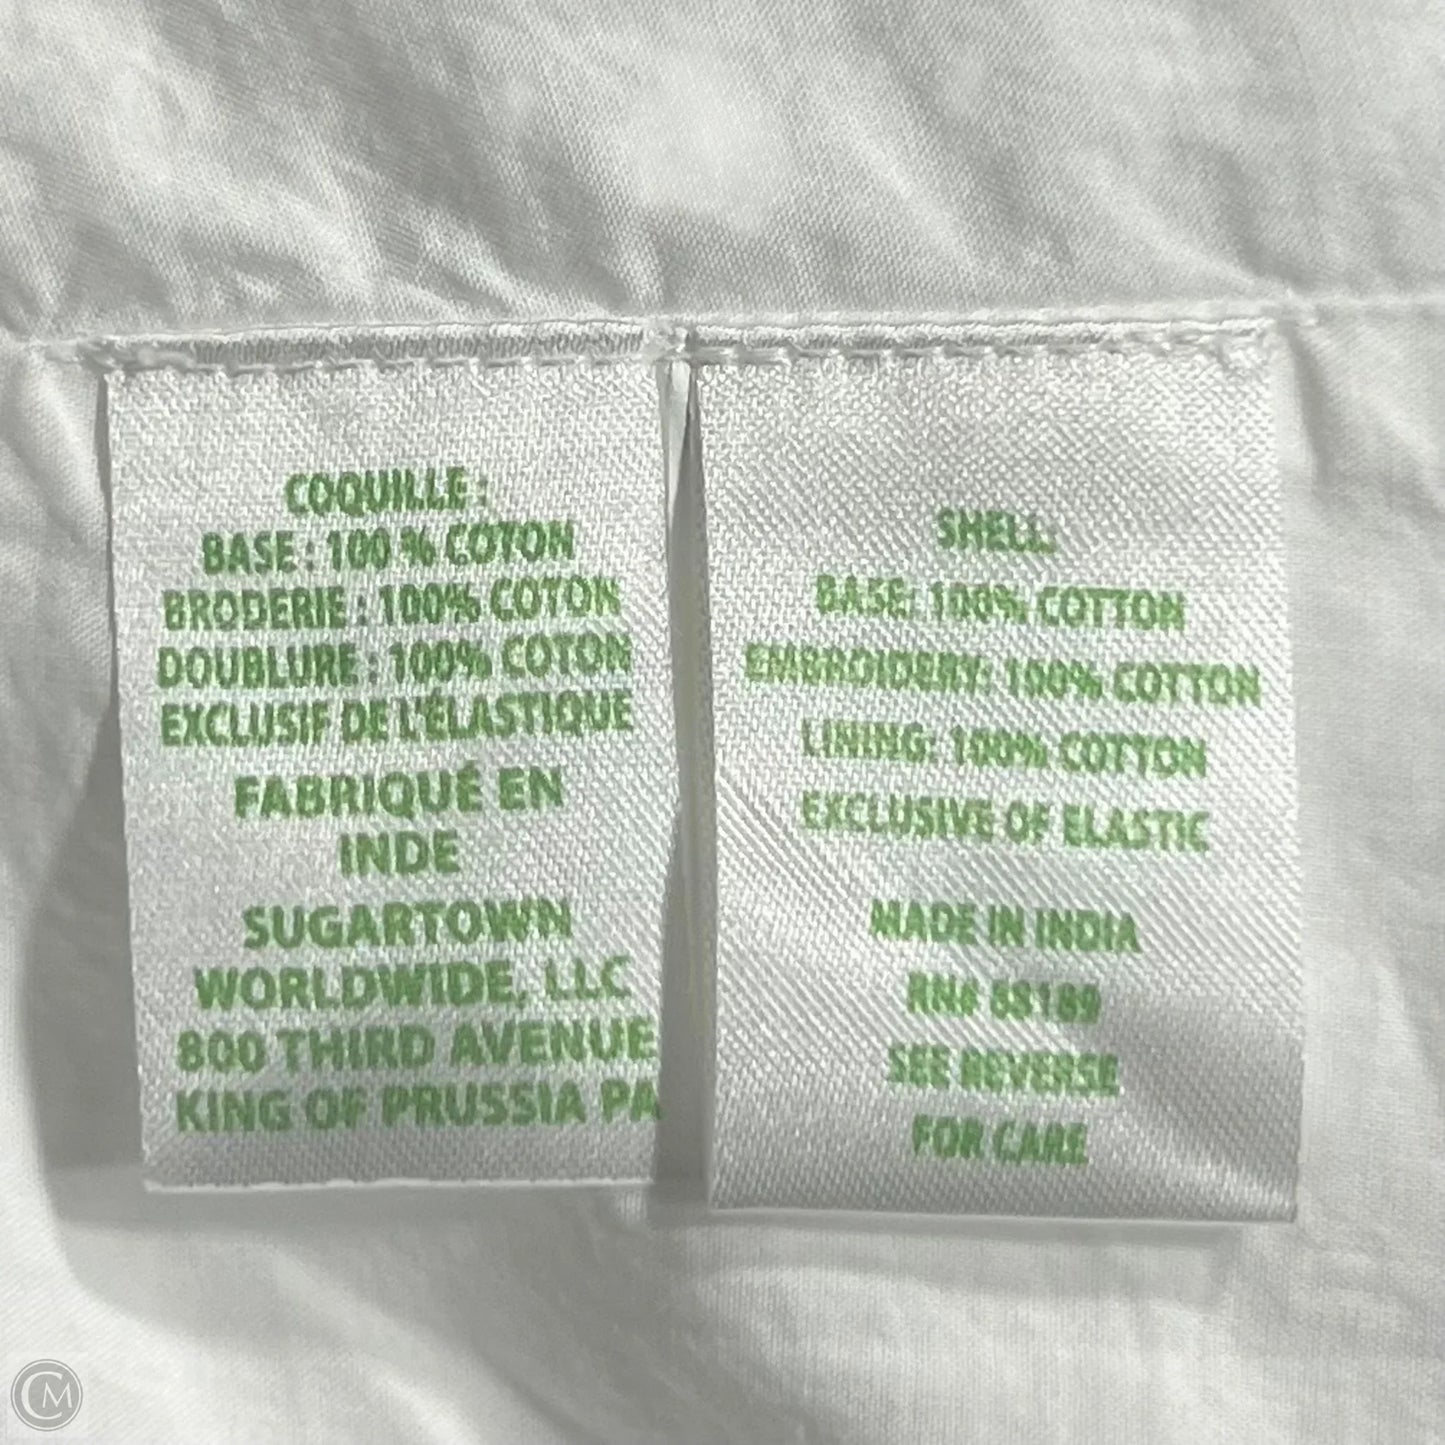 COQUILLE :
BASE : 100 % COTON
BRODERIE : 100% COTON
DOUBLURE : 100% COTON
EXCLUSIF DE L'ÉLASTIQUE
FABRIQUÉ EN
INDE
SUGARTOWN
WORLDWIDE, LLC
800 THIRD AVENUE
KING OF PRUSSIA PA
SHELL:
BASE: 100% COTTON
EMBROIDERY: 100% COTTON
LINING: 100% COTTON
EXCLUSIVE OF ELASTIC
MADE IN INDIA
RN#
SEE REVERSE
FOR CARE
CM